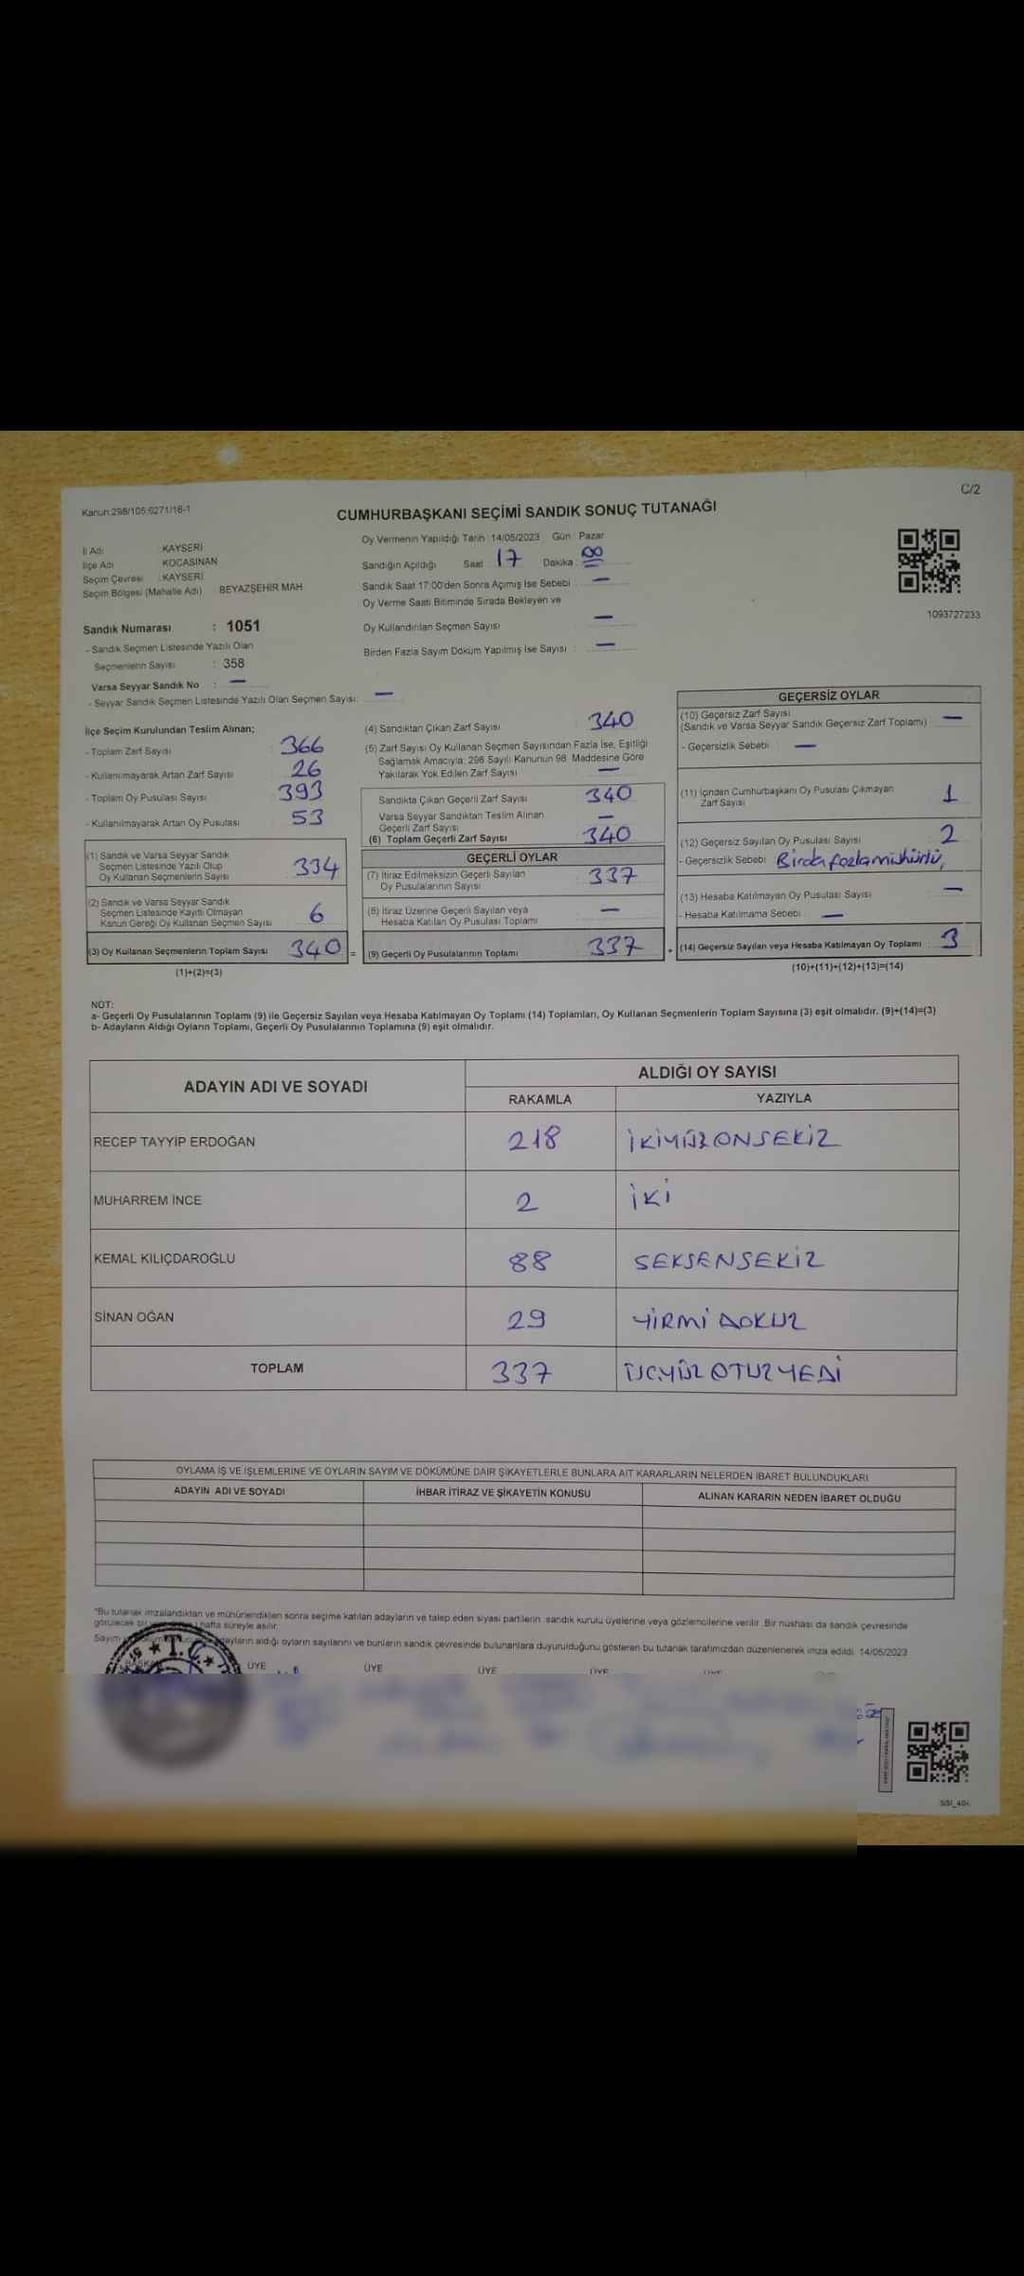 C/2
Kanun:298/105;6271/18-1
CUMHURBAŞKANI SEÇİMİ SANDIK SONUÇ TUTANAĞI
İl Adı : KAYSERİ
İlçe Adı : KOCASİNAN
Seçim Çevresi : KAYSERİ
Seçim Bölgesi (Mahalle Adı) BEYAZŞEHİR MAH
Sandık Numarası : 1051
- Sandık Seçmen Listesinde Yazılı Olan
Seçmenlerin Sayısı : 358
Varsa Seyyar Sandık No : —
- Seyyar Sandık Seçmen Listesinde Yazılı Olan Seçmen Sayısı: —
Oy Vermenin Yapıldığı Tarih :14/05/2023 Gün: Pazar
Sandığın Açıldığı Saat 17 Dakika 00
Sandık Saat 17:00'den Sonra Açılmış İse Sebebi : —
Oy Verme Saati Bitiminde Sırada Bekleyen ve
Oy Kullandırılan Seçmen Sayısı —
Birden Fazla Sayım Döküm Yapılmış İse Sayısı : —
1093727233
İlçe Seçim Kurulundan Teslim Alınan;
- Toplam Zarf Sayısı 366
- Kullanılmayarak Artan Zarf Sayısı 26
- Toplam Oy Pusulası Sayısı 393
- Kullanılmayarak Artan Oy Pusulası 53
(1) Sandık ve Varsa Seyyar Sandık
Seçmen Listesinde Yazılı Olup
Oy Kullanan Seçmenlerin Sayısı 334
(2) Sandık ve Varsa Seyyar Sandık
Seçmen Listesinde Kayıtlı Olmayan
Kanun Gereği Oy Kullanan Seçmen Sayısı 6
(3) Oy Kullanan Seçmenlerin Toplam Sayısı 340 =
(1)+(2)=(3)
(4) Sandıktan Çıkan Zarf Sayısı 340
(5) Zarf Sayısı Oy Kullanan Seçmen Sayısından Fazla İse, Eşitliği
Sağlamak Amacıyla; 298 Sayılı Kanunun 98. Maddesine Göre
Yakılarak Yok Edilen Zarf Sayısı —
Sandıkta Çıkan Geçerli Zarf Sayısı 340
Varsa Seyyar Sandıktan Teslim Alınan
Geçerli Zarf Sayısı —
(6) Toplam Geçerli Zarf Sayısı 340
GEÇERLİ OYLAR
(7) İtiraz Edilmeksizin Geçerli Sayılan
Oy Pusulalarının Sayısı 337
(8) İtiraz Üzerine Geçerli Sayılan veya
Hesaba Katılan Oy Pusulası Toplamı —
(9) Geçerli Oy Pusulalarının Toplamı 337 +
GEÇERSİZ OYLAR
(10) Geçersiz Zarf Sayısı
(Sandık ve Varsa Seyyar Sandık Geçersiz Zarf Toplamı) —
- Geçersizlik Sebebi —
(11) İçinden Cumhurbaşkanı Oy Pusulası Çıkmayan
Zarf Sayısı 1
(12) Geçersiz Sayılan Oy Pusulası Sayısı 2
- Geçersizlik Sebebi Birda fazla mühürlü,
(13) Hesaba Katılmayan Oy Pusulası Sayısı —
- Hesaba Katılmama Sebebi —
(14) Geçersiz Sayılan veya Hesaba Katılmayan Oy Toplamı 3
(10)+(11)+(12)+(13)=(14)
NOT:
a- Geçerli Oy Pusulalarının Toplamı (9) ile Geçersiz Sayılan veya Hesaba Katılmayan Oy Toplamı (14) Toplamları, Oy Kullanan Seçmenlerin Toplam Sayısına (3) eşit olmalıdır. (9)+(14)=(3)
b- Adayların Aldığı Oyların Toplamı, Geçerli Oy Pusulalarının Toplamına (9) eşit olmalıdır.
ADAYIN ADI VE SOYADI
ALDIĞI OY SAYISI
RAKAMLA YAZIYLA
RECEP TAYYİP ERDOĞAN 218 İKİYÜZONSEKİZ
MUHARREM İNCE 2 İKİ
KEMAL KILIÇDAROĞLU 88 SEKSENSEKİZ
SİNAN OĞAN 29 YİRMİ DOKUZ
TOPLAM 337 ÜÇYÜZ OTUZ YEDİ
OYLAMA İŞ VE İŞLEMLERİNE VE OYLARIN SAYIM VE DÖKÜMÜNE DAİR ŞİKAYETLERLE BUNLARA AİT KARARLARIN NELERDEN İBARET BULUNDUKLARI
ADAYIN ADI VE SOYADI İHBAR İTİRAZ VE ŞİKAYETİN KONUSU ALINAN KARARIN NEDEN İBARET OLDUĞU
"Bu tutanak imzalandıktan ve mühürlendikten sonra seçime katılan adayların ve talep eden siyasi partilerin sandık kurulu üyelerine veya gözlemcilerine verilir. Bir nüshası da sandık çevresinde
görülecek bir hafta süreyle asılır.
Sayım adayların aldığı oyların sayılarını ve bunların sandık çevresinde bulunanlara duyurulduğunu gösteren bu tutanak tarafımızdan düzenlenerek imza edildi. 14/05/2023
T.C.
BAŞKAN ÜYE ÜYE ÜYE ÜYE ÜYE